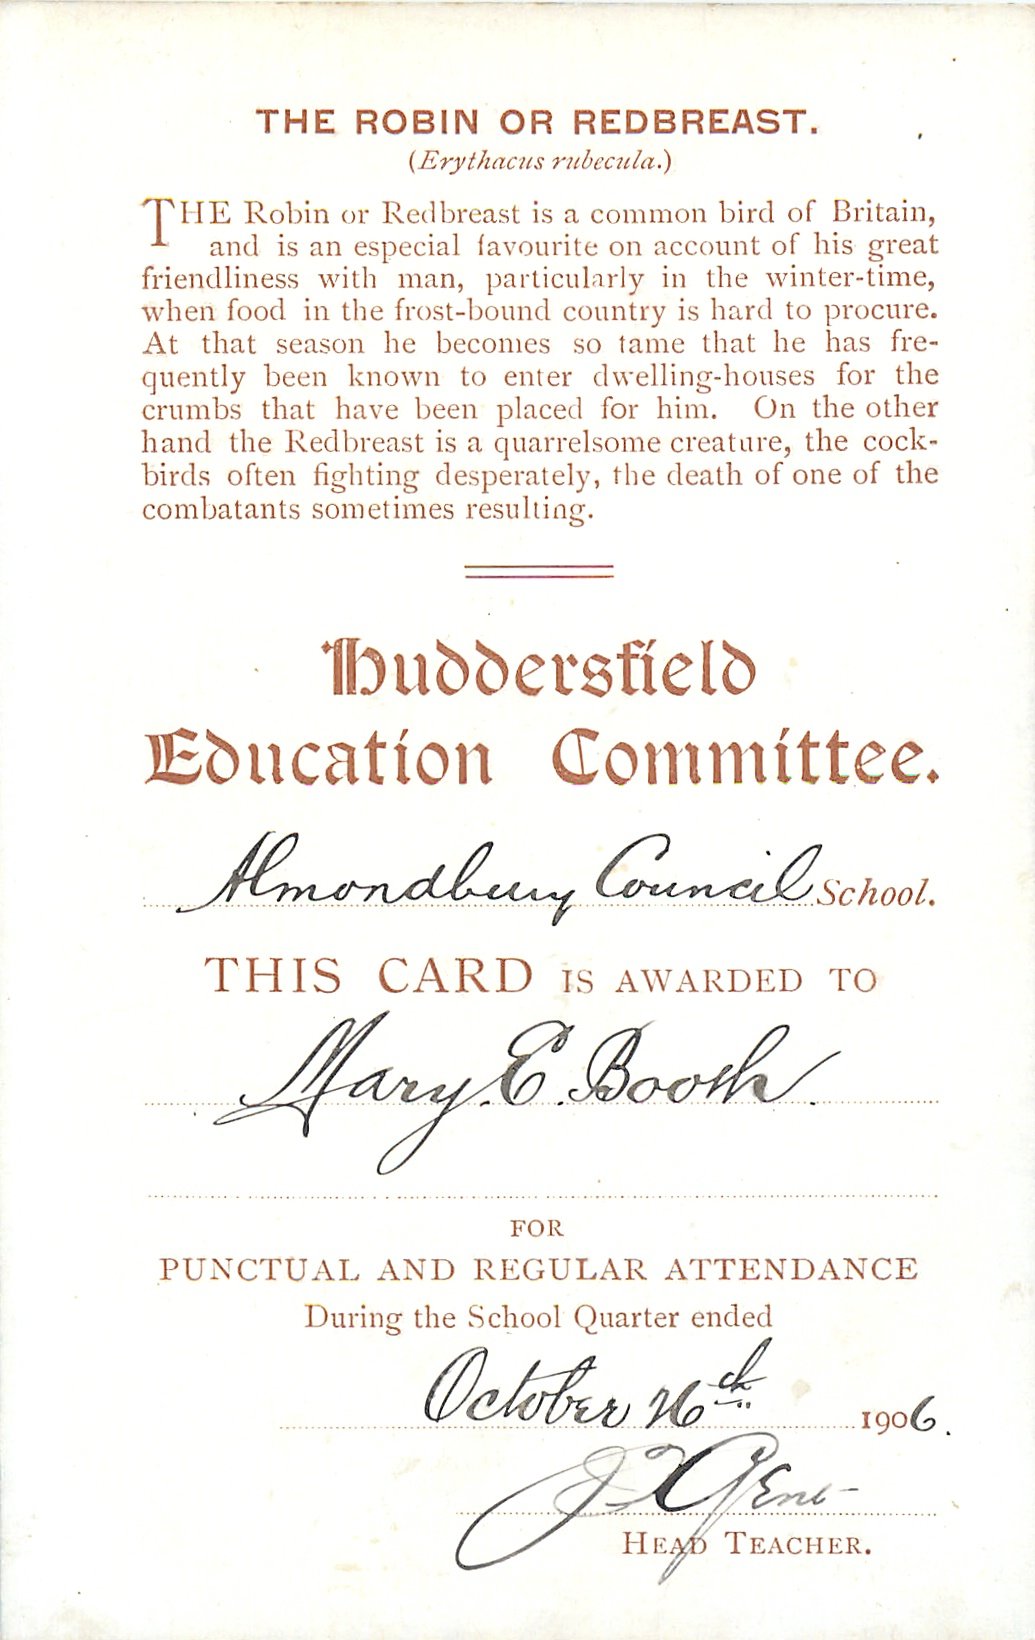 THE ROBIN OR REDBREAST.
(Erythacus rubecula.)
THE Robin or Redbreast is a common bird of Britain,
and is an especial favourite on account of his great
friendliness with man, particularly in the winter-time,
when food in the frost-bound country is hard to procure.
At that season he becomes so tame that he has fre-
quently been known to enter dwelling-houses for the
crumbs that have been placed for him. On the other
hand the Redbreast is a quarrelsome creature, the cock-
birds often fighting desperately, the death of one of the
combatants sometimes resulting.
Huddersfield
Education Committee.
Almondbury Council School.
THIS CARD IS AWARDED TO
Mary E. Booth.
FOR
PUNCTUAL AND REGULAR ATTENDANCE
During the School Quarter ended
October 26th 1906.
HEAD TEACHER.